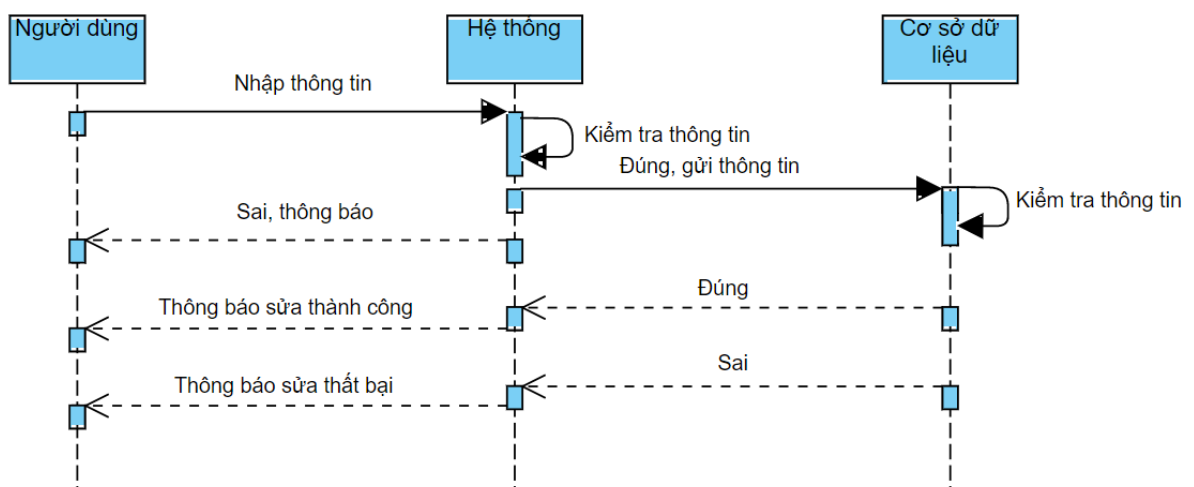 Người dùng
Hệ thông
Cơ sở dữ
liệu
Nhập thông tin
Kiểm tra thông tin
Đúng, gửi thông tin
Kiểm tra thông tin
Sai, thông báo
Đúng
Thông báo sửa thành công
Sai
Thông báo sửa thất bại